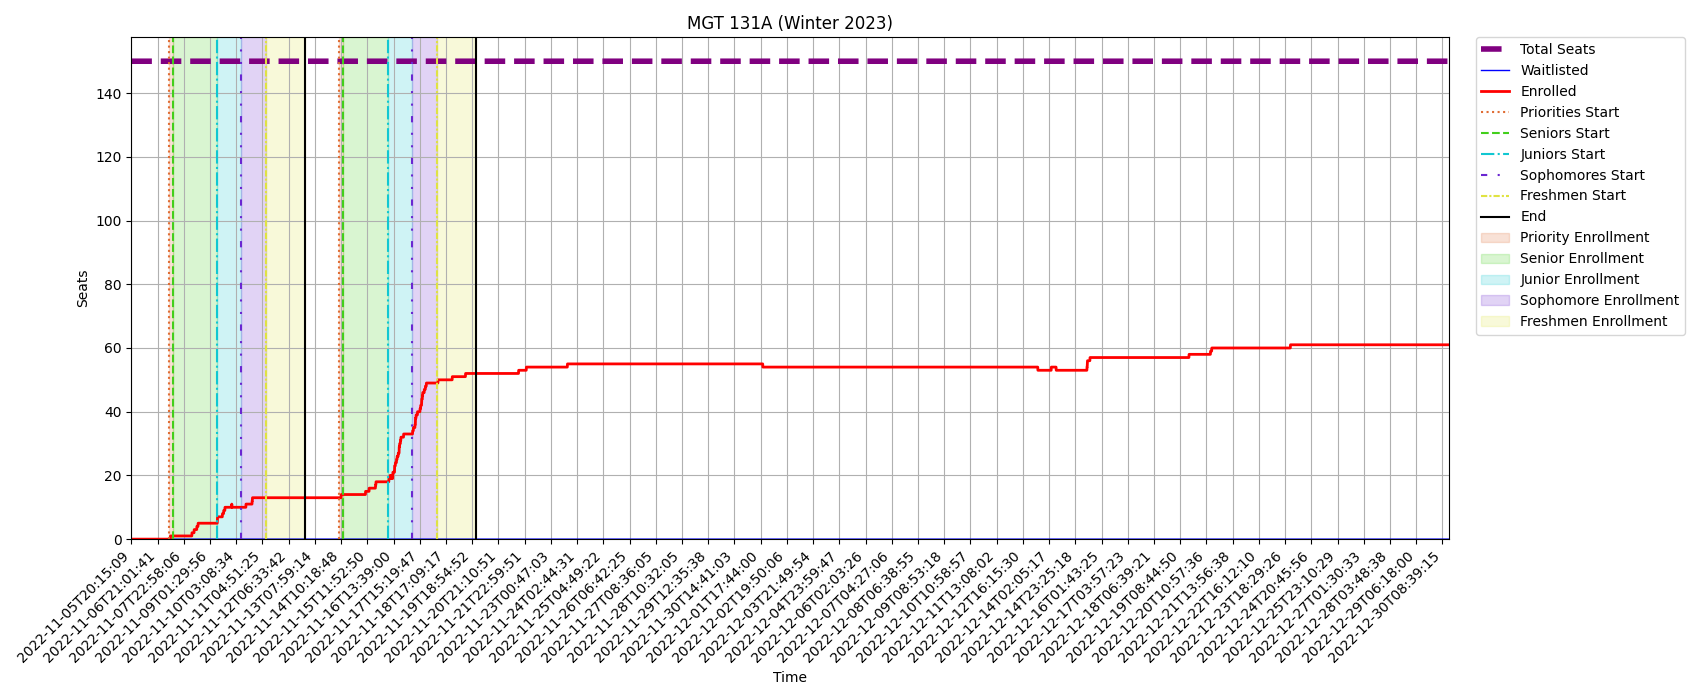 MGT 131A (Winter 2023)
Seats
140
120
100
80
60
40
20
0
2022-11-05T20:15:09
2022-11-06T21:01:41
2022-11-07T22:58:06
2022-11-09T01:29:56
2022-11-10T03:08:34
2022-11-11T04:51:25
2022-11-12T06:33:42
2022-11-13T07:59:14
2022-11-14T10:18:48
2022-11-15T11:52:50
2022-11-16T13:39:00
2022-11-17T15:19:47
2022-11-18T17:09:17
2022-11-19T18:54:52
2022-11-20T21:10:51
2022-11-21T22:59:51
2022-11-23T00:47:03
2022-11-24T02:44:31
2022-11-25T04:49:22
2022-11-26T06:42:25
2022-11-27T08:36:05
2022-11-28T10:32:05
2022-11-29T12:35:38
2022-11-30T14:41:03
2022-12-01T17:44:00
2022-12-02T19:50:06
2022-12-03T21:49:54
2022-12-04T23:59:47
2022-12-06T02:03:26
2022-12-07T04:27:06
2022-12-08T06:38:55
2022-12-09T08:53:18
2022-12-10T10:58:57
2022-12-11T13:08:02
2022-12-12T16:15:30
2022-12-14T02:05:17
2022-12-14T23:25:18
2022-12-16T01:43:25
2022-12-17T03:57:23
2022-12-18T06:39:21
2022-12-19T08:44:50
2022-12-20T10:57:36
2022-12-21T13:56:38
2022-12-22T16:12:10
2022-12-23T18:29:26
2022-12-24T20:45:56
2022-12-25T23:10:29
2022-12-27T01:30:33
2022-12-28T03:48:38
2022-12-29T06:18:00
2022-12-30T08:39:15
Time
Total Seats
Waitlisted
Enrolled
Priorities Start
Seniors Start
Juniors Start
Sophomores Start
Freshmen Start
End
Priority Enrollment
Senior Enrollment
Junior Enrollment
Sophomore Enrollment
Freshmen Enrollment